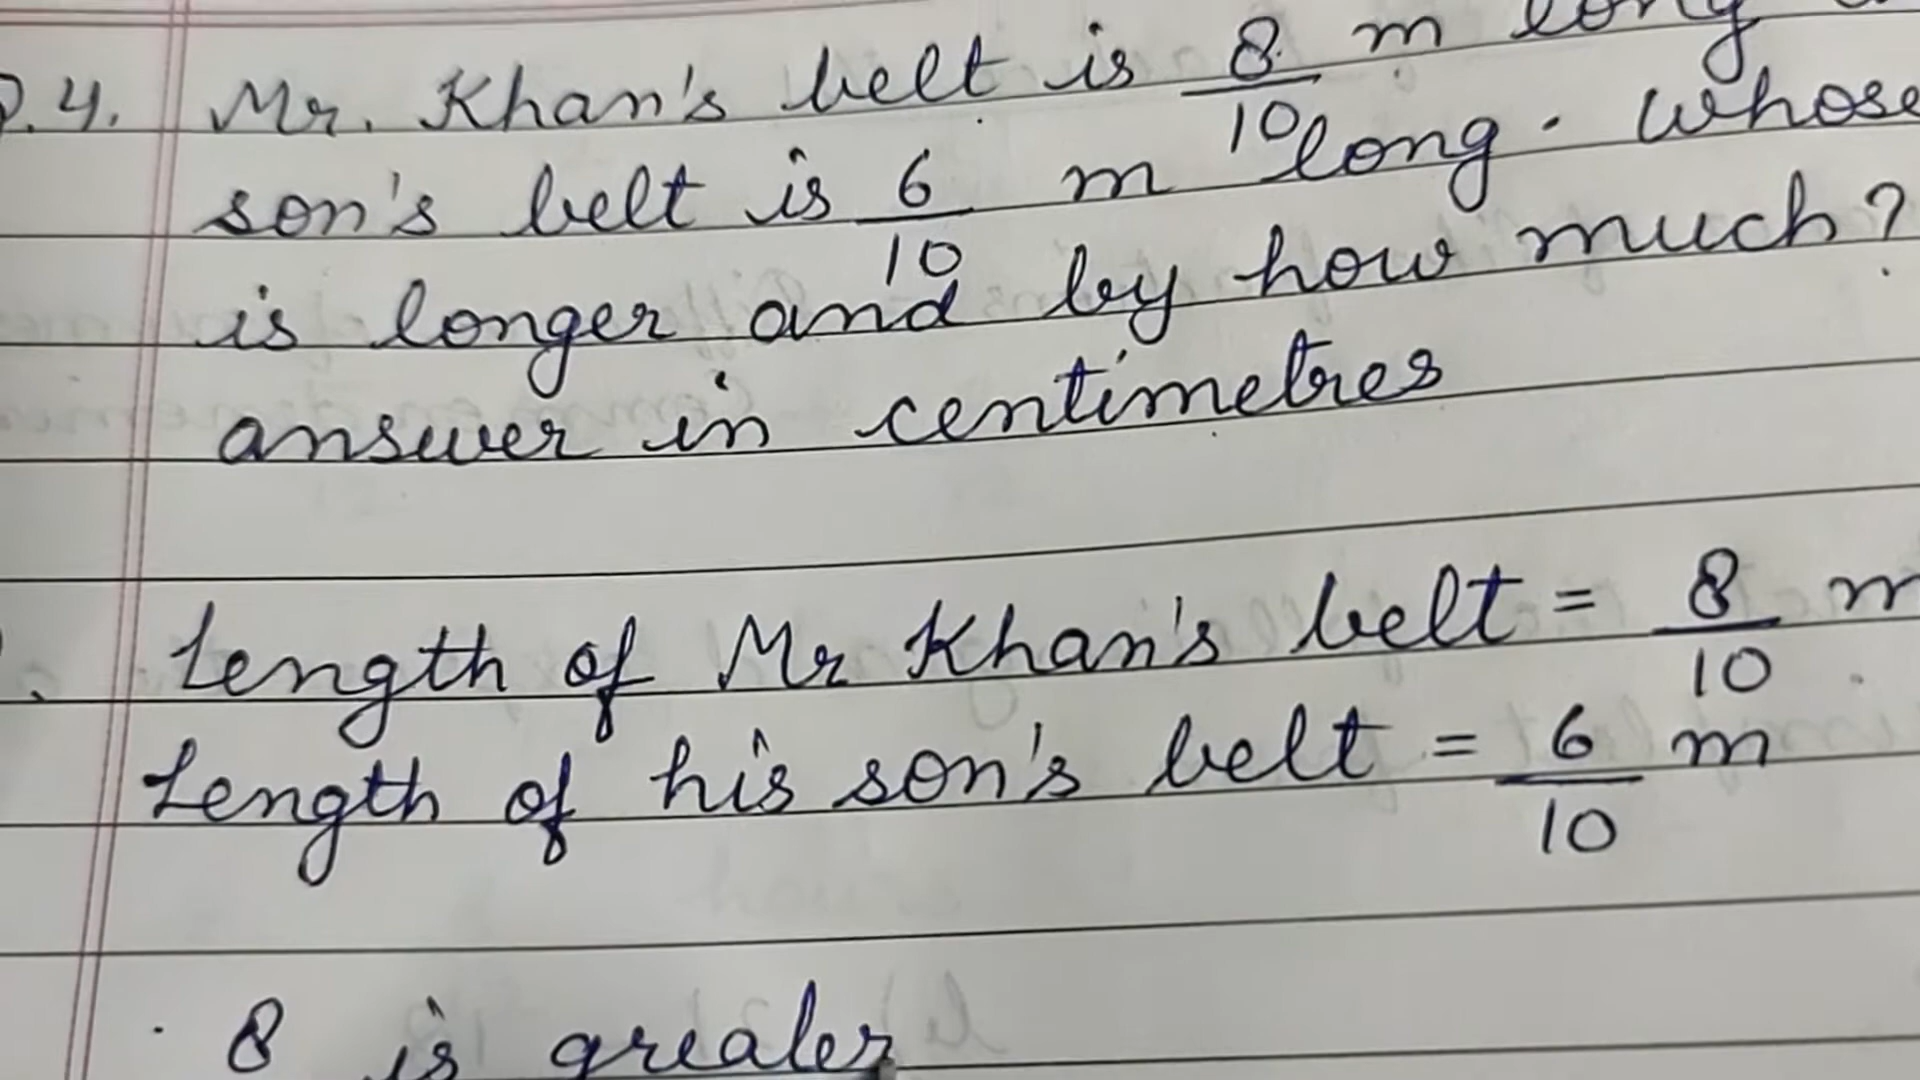 Q.4. Mr. Khan's belt is 8/10 m long
son's belt is 6/10 m long. Whose
is longer and by how much?
answer in centimetres
Length of Mr Khan's belt = 8/10 m
Length of his son's belt = 6/10 m
8 is greater